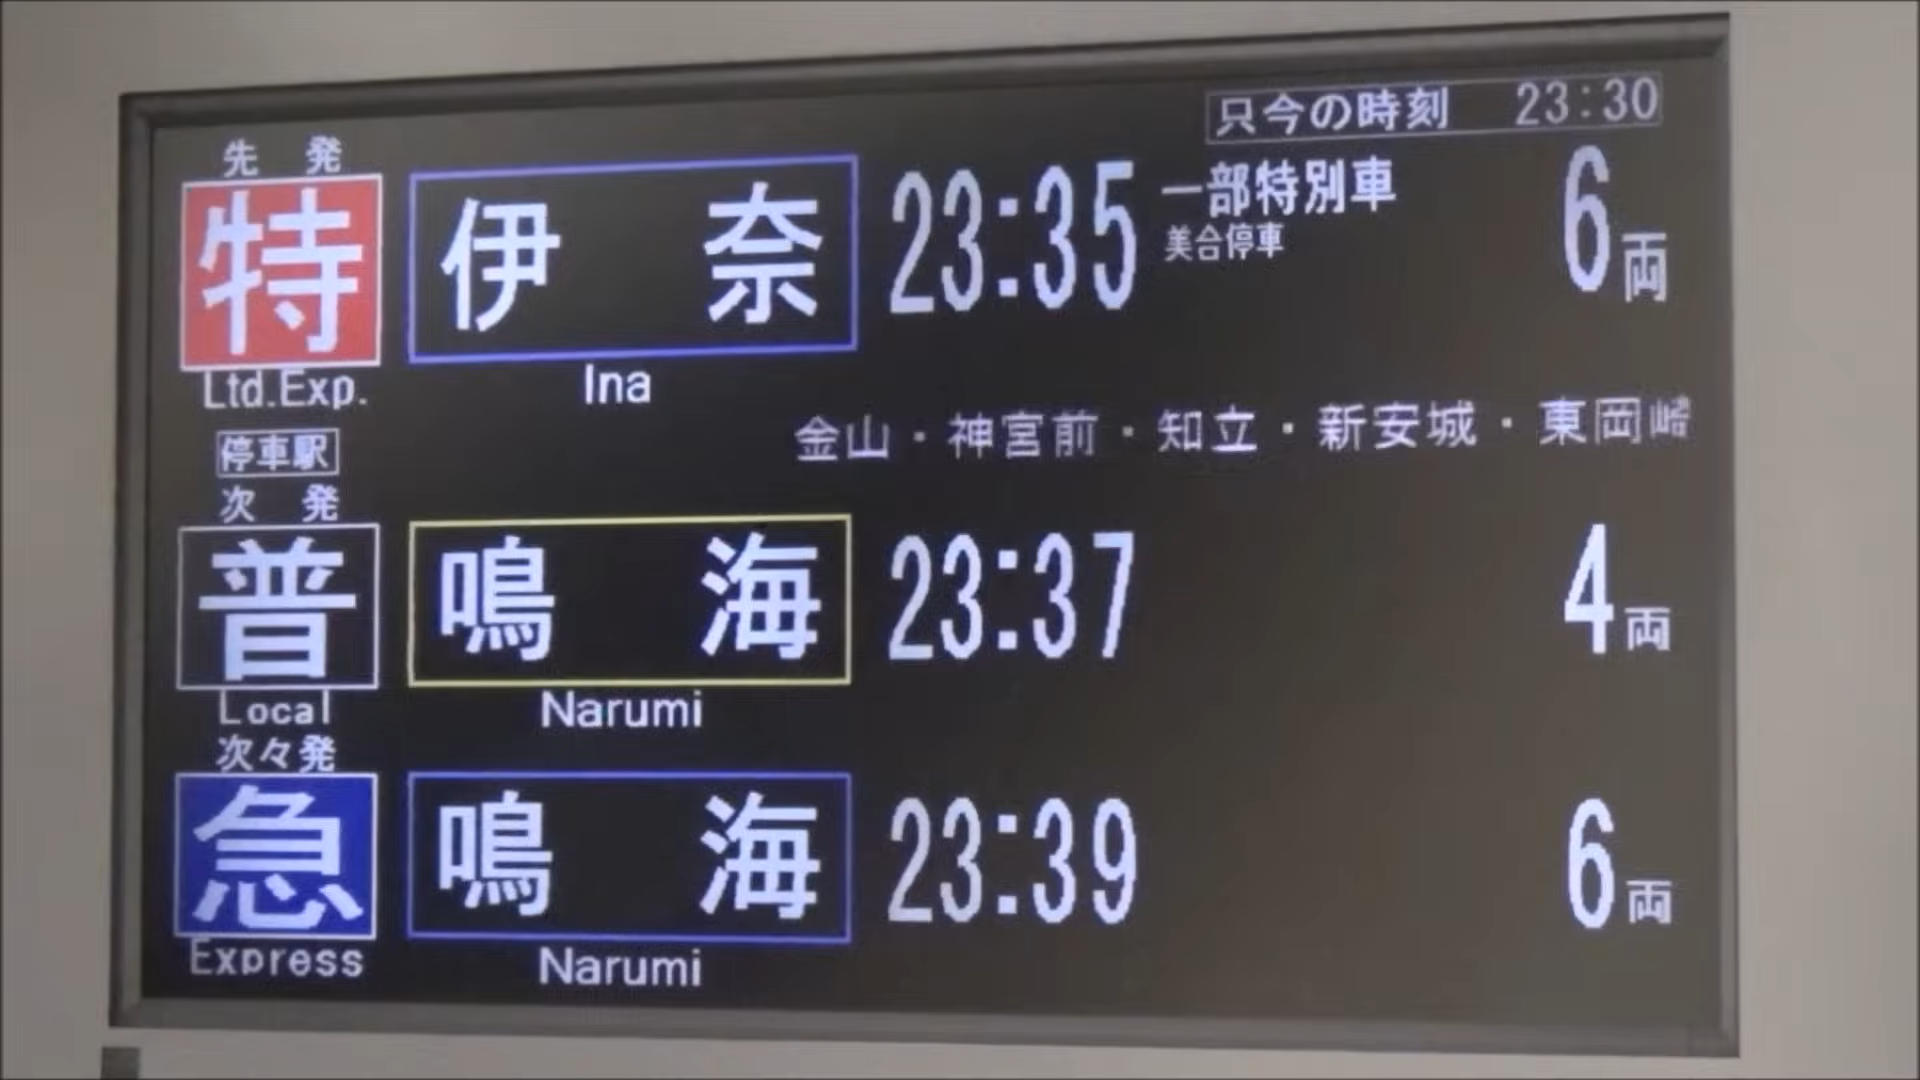 只今の時刻 23:30
先発
特 伊奈 23:35 一部特別車 6両
美合停車
Ltd.Exp. Ina
停車駅 金山・神宮前・知立・新安城・東岡崎
次発
普 鳴海 23:37 4両
Local Narumi
次々発
急 鳴海 23:39 6両
Express Narumi